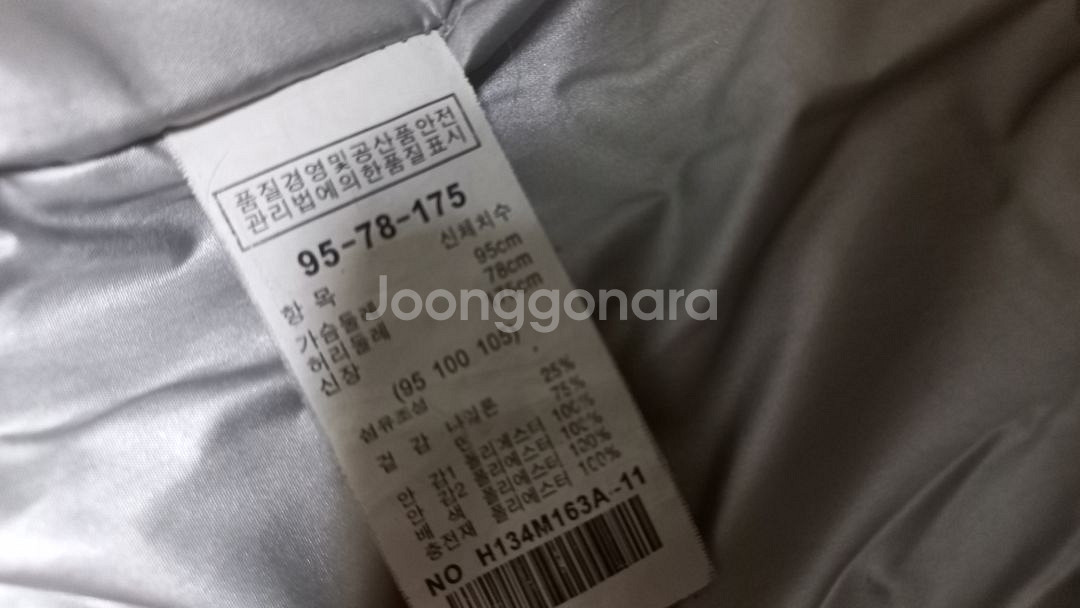 품질경영및공산품안전
관리법에의한품질표시
95-78-175
항 목 신체치수
가슴둘레 95cm
허리둘레 78cm
신장
(95 100 105)
섬유조성
겉 감 나일론 25%
75%
안 감1 폴리에스터 100%
안 감2 폴리에스터 100%
배 색 폴리에스터 100%
충전재 폴리에스터 100%
NO H134M163A-11
Joonggonara